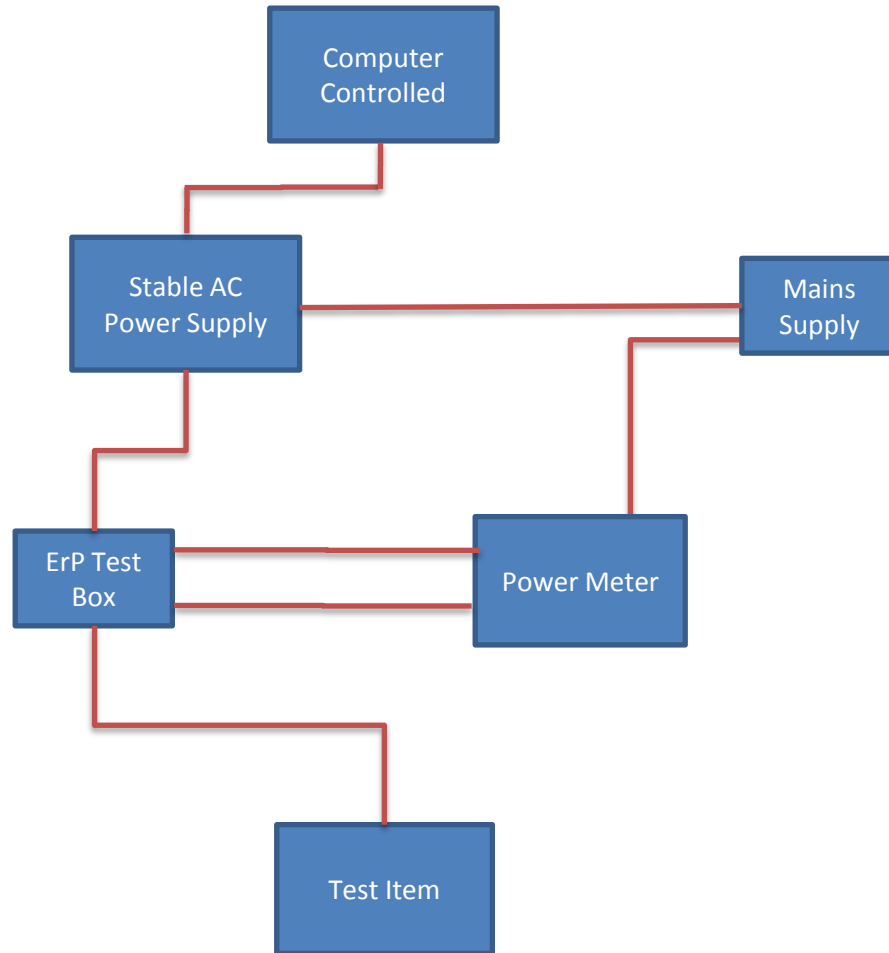 Computer
Controlled
Stable AC
Power Supply
Mains
Supply
ErP Test
Box
Power Meter
Test Item